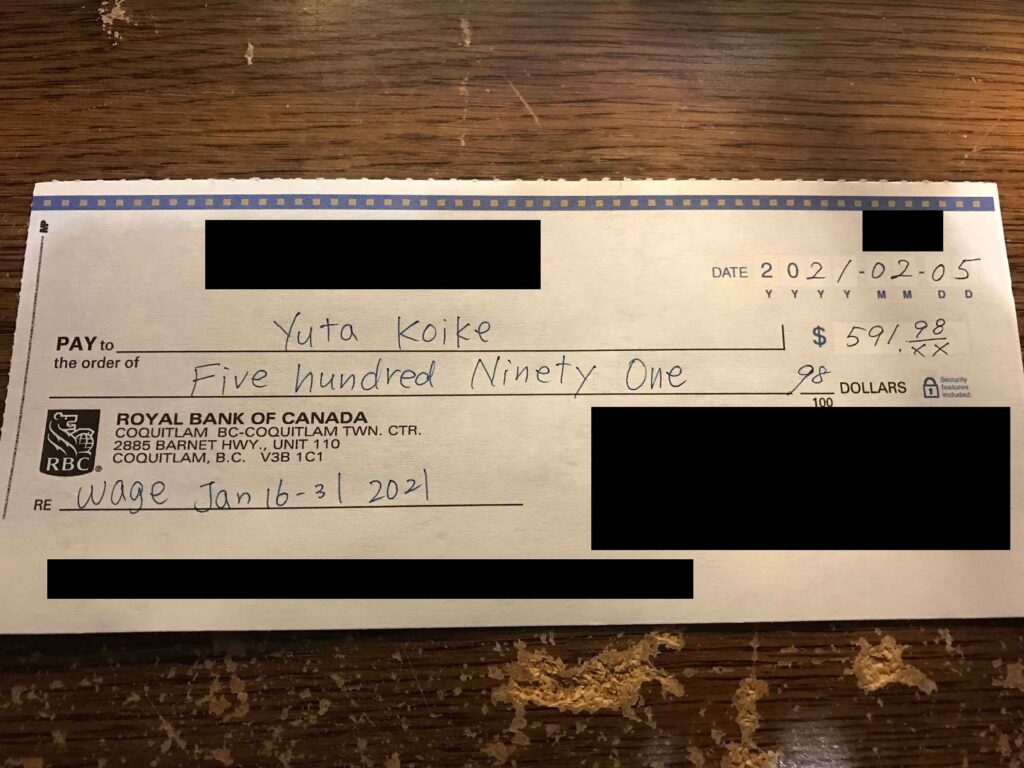 DATE 2021-02-05
Y Y Y Y M M D D
PAY to
the order of Yuta Koike $ 591.98/xx
Five hundred Ninety One 98/100 DOLLARS
Security
features
included.
RBC
ROYAL BANK OF CANADA
COQUITLAM BC-COQUITLAM TWN. CTR.
2885 BARNET HWY., UNIT 110
COQUITLAM, B.C. V3B 1C1
RE Wage Jan 16-31 2021
MP